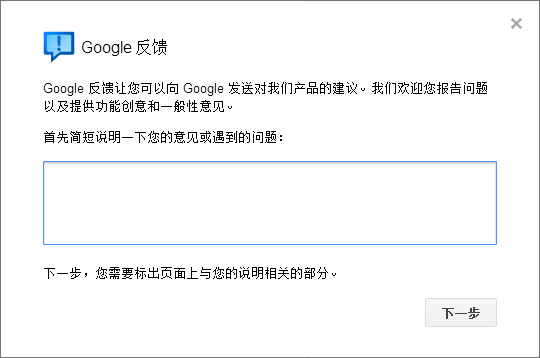 Google 反馈
Google 反馈让您可以向 Google 发送对我们产品的建议。我们欢迎您报告问题
以及提供功能创意和一般性意见。
首先简短说明一下您的意见或遇到的问题：
下一步，您需要标出页面上与您的说明相关的部分。
下一步